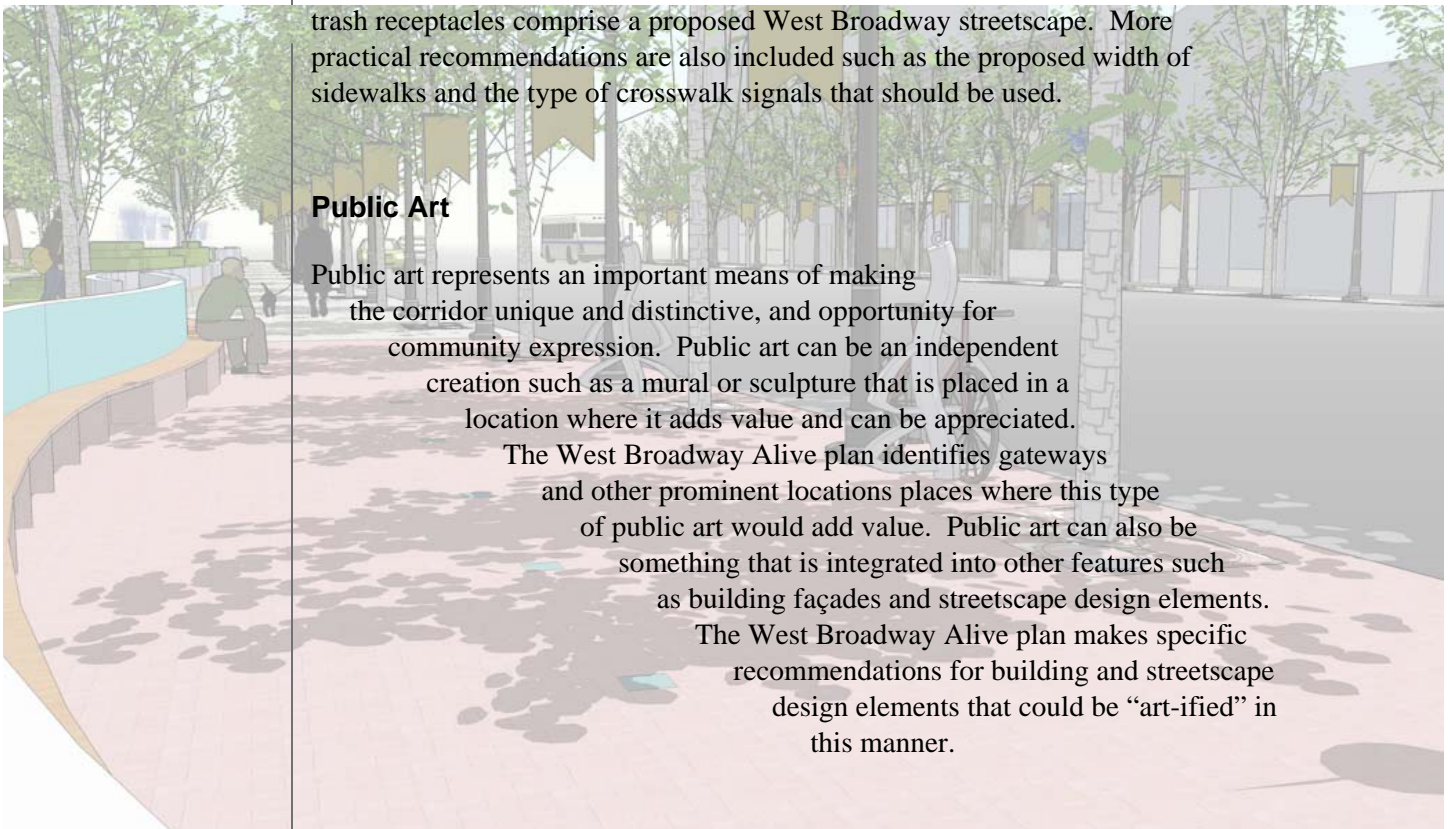 trash receptacles comprise a proposed West Broadway streetscape. More
practical recommendations are also included such as the proposed width of
sidewalks and the type of crosswalk signals that should be used.
Public Art
Public art represents an important means of making
the corridor unique and distinctive, and opportunity for
community expression. Public art can be an independent
creation such as a mural or sculpture that is placed in a
location where it adds value and can be appreciated.
The West Broadway Alive plan identifies gateways
and other prominent locations places where this type
of public art would add value. Public art can also be
something that is integrated into other features such
as building façades and streetscape design elements.
The West Broadway Alive plan makes specific
recommendations for building and streetscape
design elements that could be “art-ified” in
this manner.